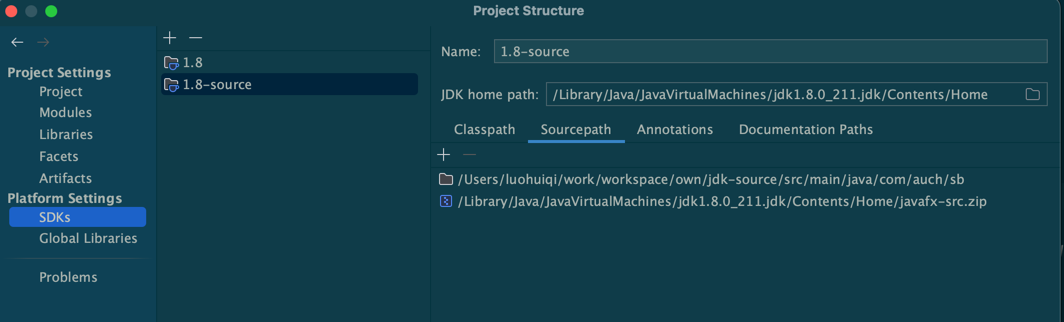 Project Structure
Project Settings
Project
Modules
Libraries
Facets
Artifacts
Platform Settings
SDKs
Global Libraries
Problems
1.8
1.8-source
Name: 1.8-source
JDK home path: /Library/Java/JavaVirtualMachines/jdk1.8.0_211.jdk/Contents/Home
Classpath Sourcepath Annotations Documentation Paths
/Users/luohuiqi/work/workspace/own/jdk-source/src/main/java/com/auch/sb
/Library/Java/JavaVirtualMachines/jdk1.8.0_211.jdk/Contents/Home/javafx-src.zip